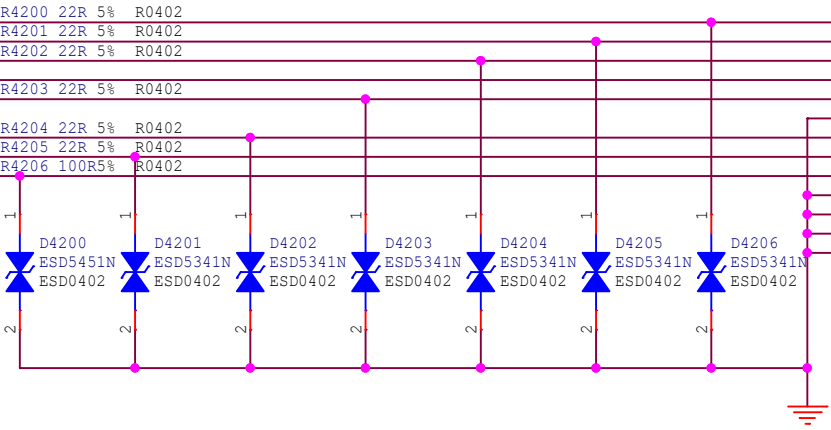 R4200 22R 5% R0402
R4201 22R 5% R0402
R4202 22R 5% R0402
R4203 22R 5% R0402
R4204 22R 5% R0402
R4205 22R 5% R0402
R4206 100R5% R0402
1 1 1 1 1 1 1
D4200 D4201 D4202 D4203 D4204 D4205 D4206
ESD5451N ESD5341N ESD5341N ESD5341N ESD5341N ESD5341N ESD5341N
ESD0402 ESD0402 ESD0402 ESD0402 ESD0402 ESD0402 ESD0402
2 2 2 2 2 2 2